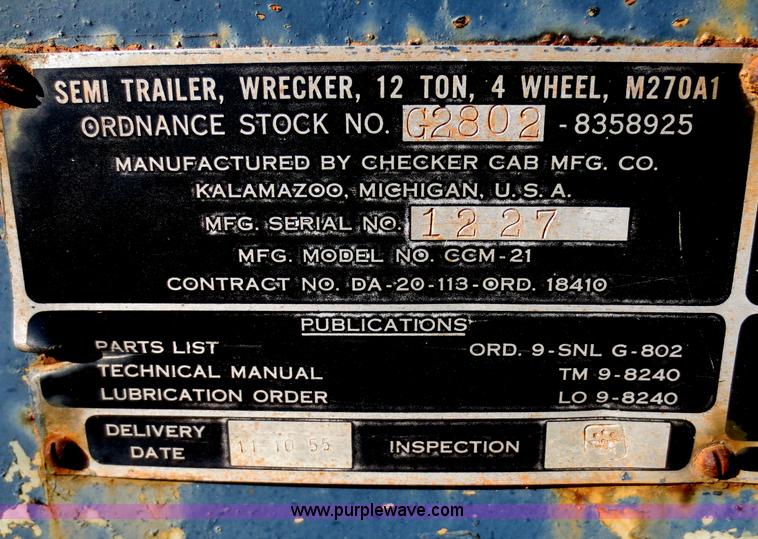 SEMI TRAILER, WRECKER, 12 TON, 4 WHEEL, M270A1
ORDNANCE STOCK NO. G2802 - 8358925
MANUFACTURED BY CHECKER CAB MFG. CO.
KALAMAZOO, MICHIGAN, U.S.A.
MFG. SERIAL NO. 1227
MFG. MODEL NO. CCM-21
CONTRACT NO. DA-20-113-ORD. 18410
PUBLICATIONS
PARTS LIST ORD. 9-SNL G-802
TECHNICAL MANUAL TM 9-8240
LUBRICATION ORDER LO 9-8240
DELIVERY DATE 11 10 55 INSPECTION
www.purplewave.com